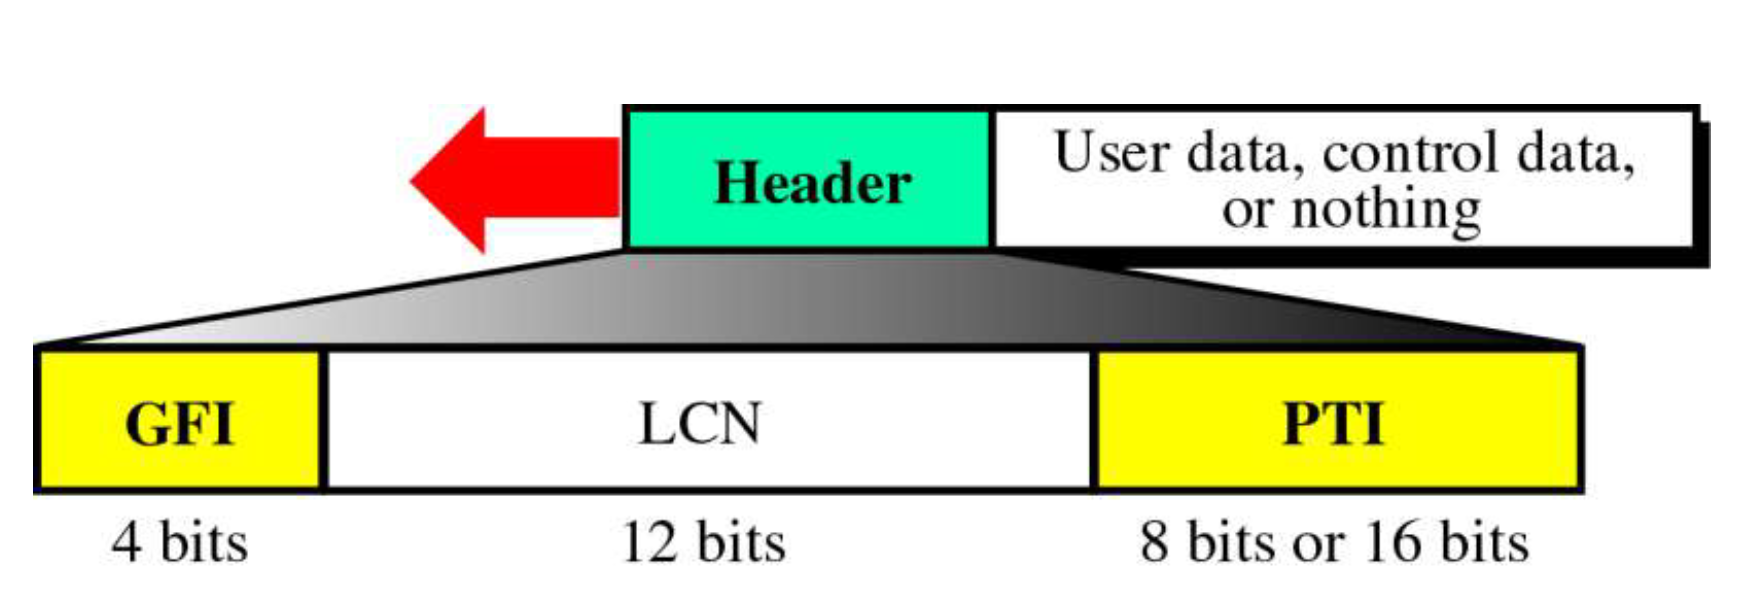 Header
User data, control data,
or nothing
GFI
LCN
PTI
4 bits
12 bits
8 bits or 16 bits